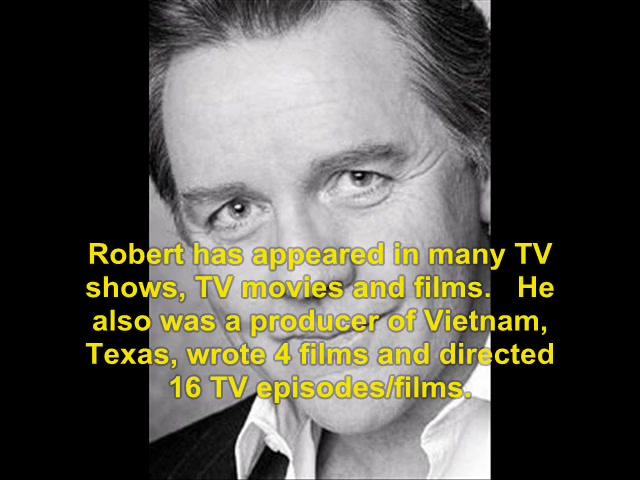 Robert has appeared in many TV
shows, TV movies and films.   He
also was a producer of Vietnam,
Texas, wrote 4 films and directed
16 TV episodes/films.